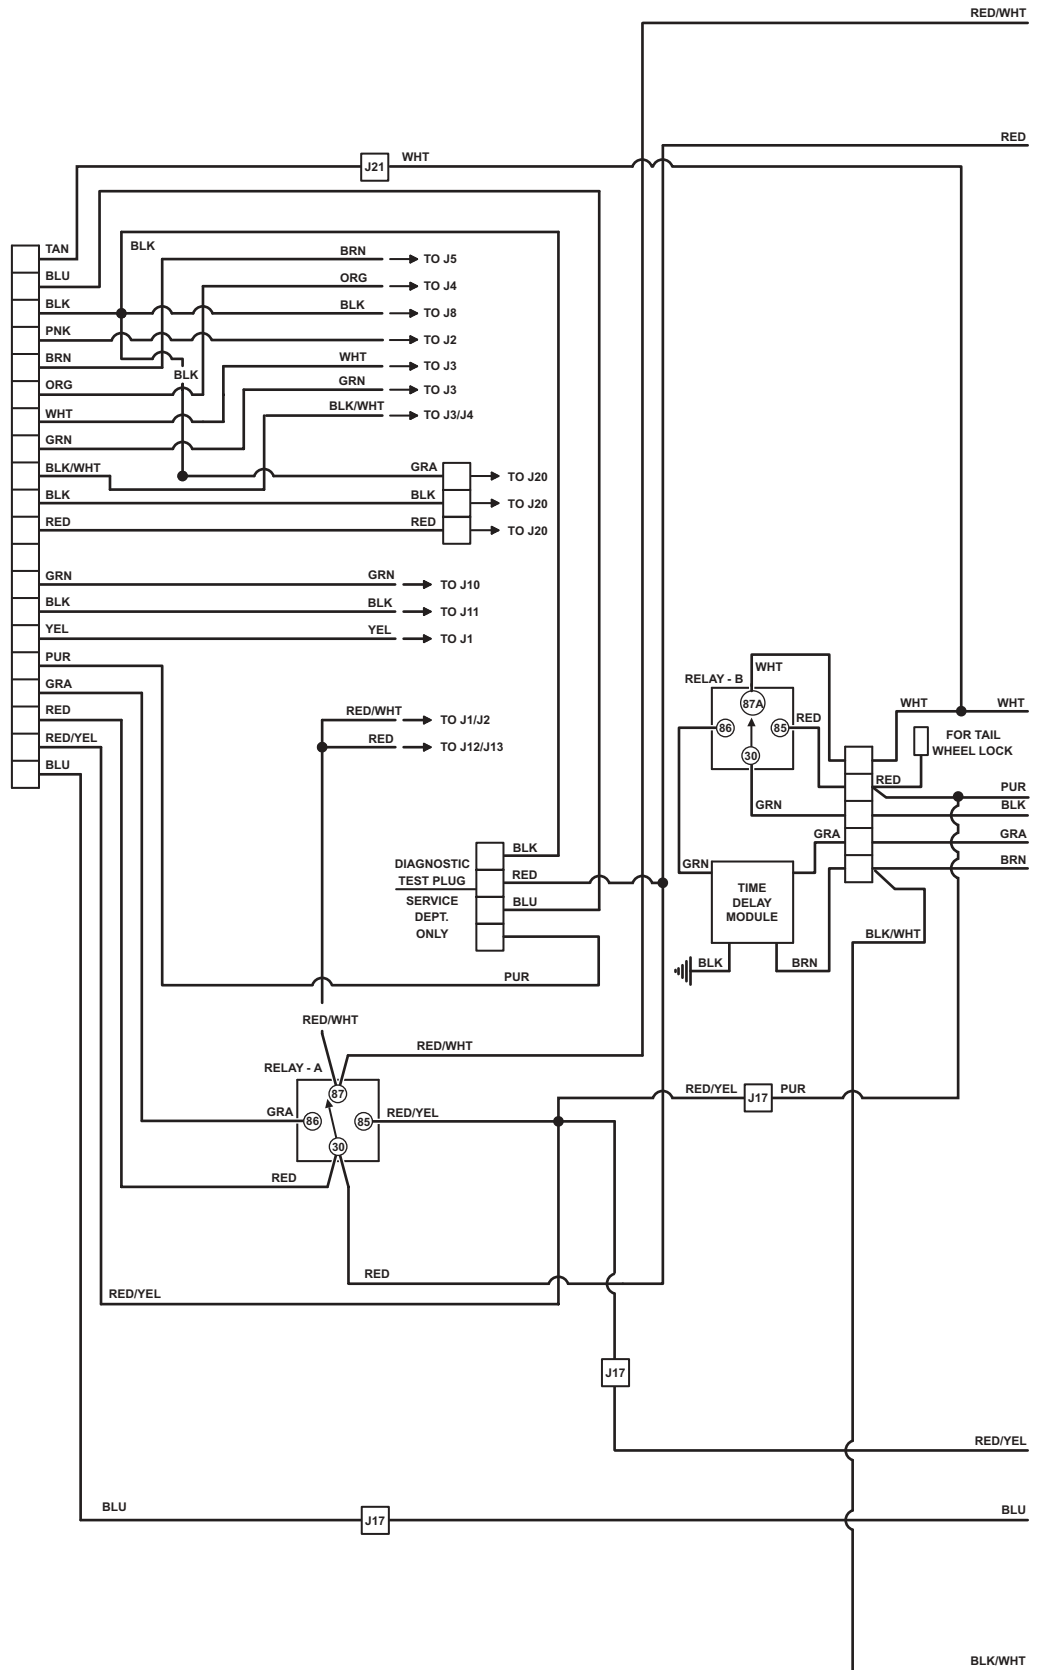 RED/WHT
RED
J21 WHT
TAN
BLK
BRN TO J5
BLU
ORG TO J4
BLK
BLK TO J8
PNK
TO J2
BRN
WHT TO J3
BLK
ORG
GRN TO J3
WHT
BLK/WHT TO J3/J4
GRN
BLK/WHT
GRA TO J20
BLK
BLK TO J20
RED
RED TO J20
GRN
GRN TO J10
BLK
BLK TO J11
YEL
YEL TO J1
PUR
GRA
RED
RED/WHT TO J1/J2
RED/YEL
RED TO J12/J13
BLU
WHT
RELAY - B
87A
86
85
RED
30
GRN
WHT
WHT
FOR TAIL
WHEEL LOCK
RED
PUR
BLK
GRA
GRA
BRN
GRN
TIME
DELAY
MODULE
BLK
BRN
BLK/WHT
DIAGNOSTIC
TEST PLUG
SERVICE
DEPT.
ONLY
BLK
RED
BLU
PUR
RED/WHT
RED/WHT
RELAY - A
87
GRA
86
85
RED/YEL
30
RED/YEL
J17
PUR
RED
RED
RED/YEL
J17
RED/YEL
BLU
J17
BLU
BLK/WHT